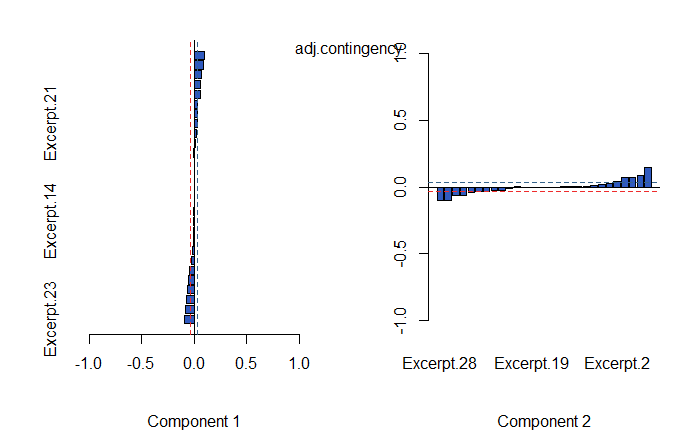 adj.contingency
Excerpt.21
Excerpt.14
Excerpt.23
-1.0 -0.5 0.0 0.5 1.0
Component 1
1.0
0.5
0.0
-0.5
-1.0
Excerpt.28 Excerpt.19 Excerpt.2
Component 2